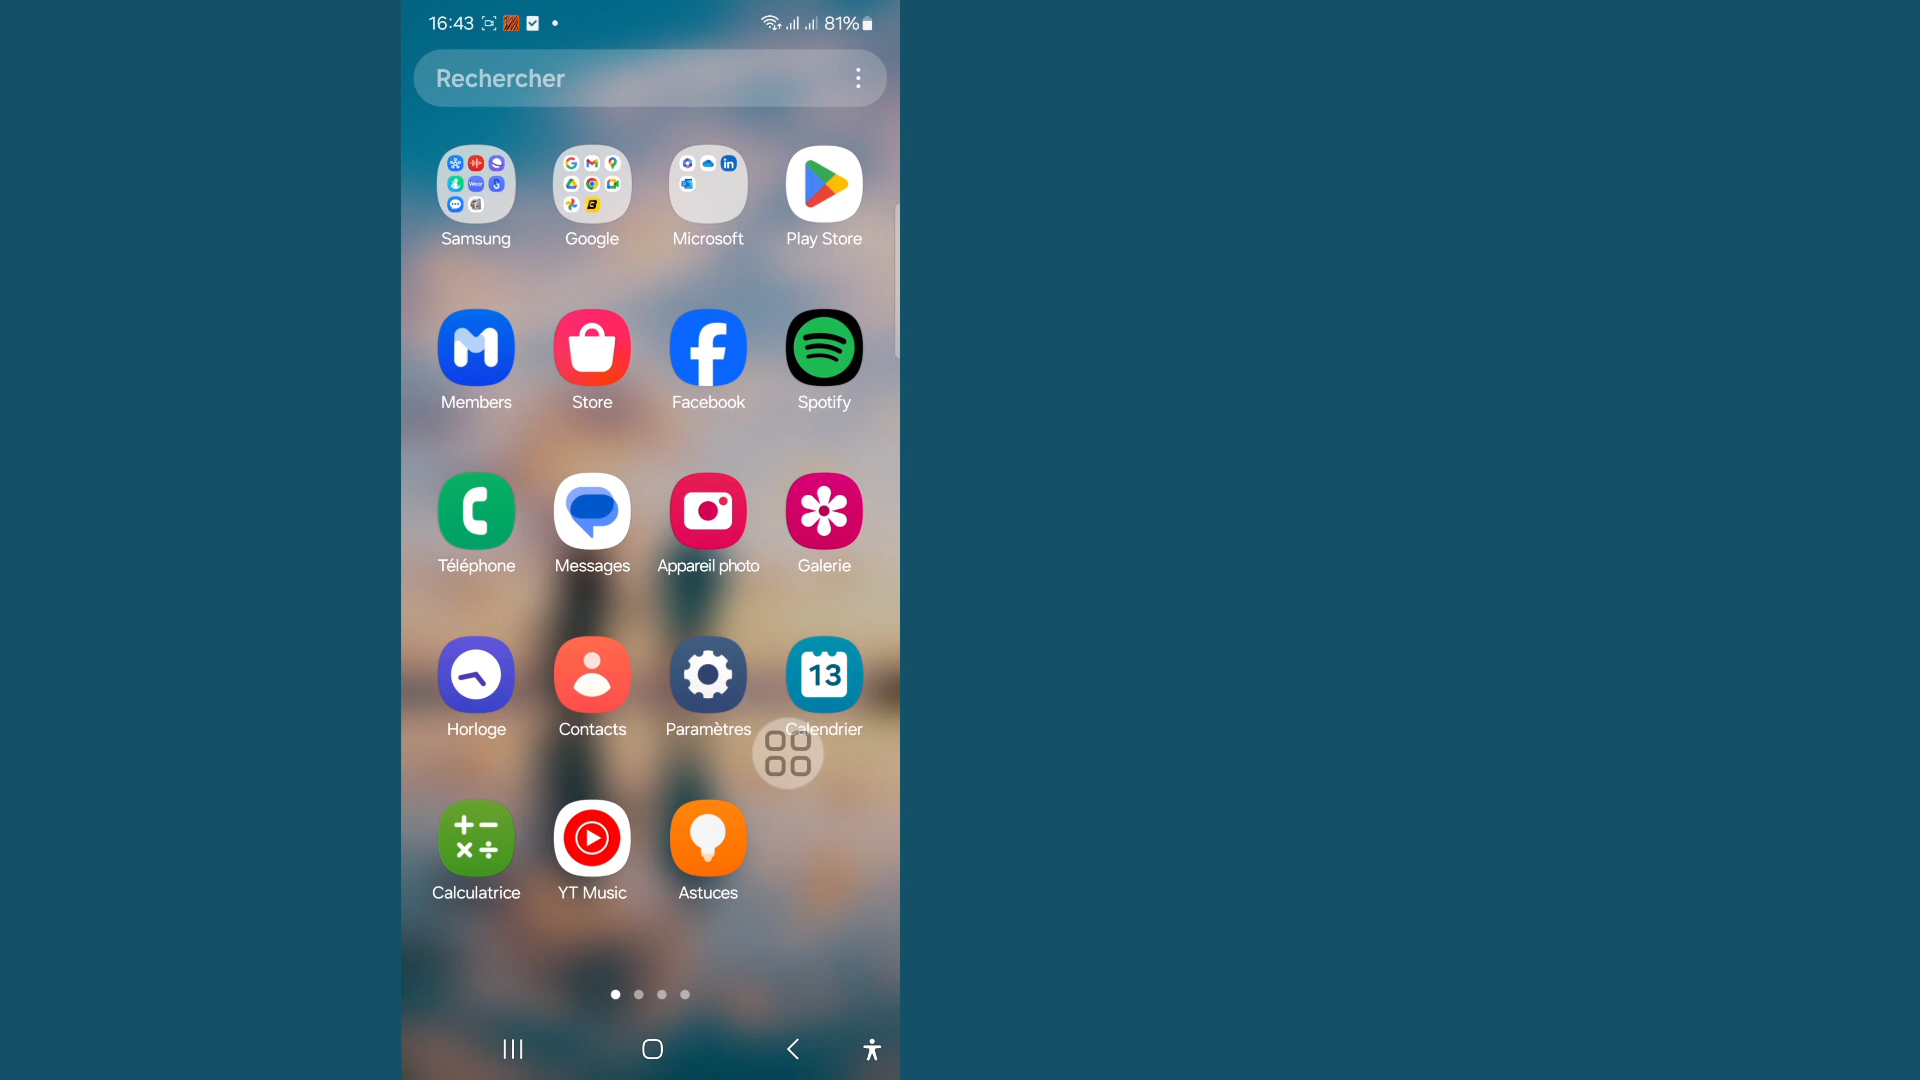 16:43 81%
Rechercher
Samsung Google Microsoft Play Store
Members Store Facebook Spotify
Téléphone Messages Appareil photo Galerie
13
Horloge Contacts Paramètres Calendrier
Calculatrice YT Music Astuces